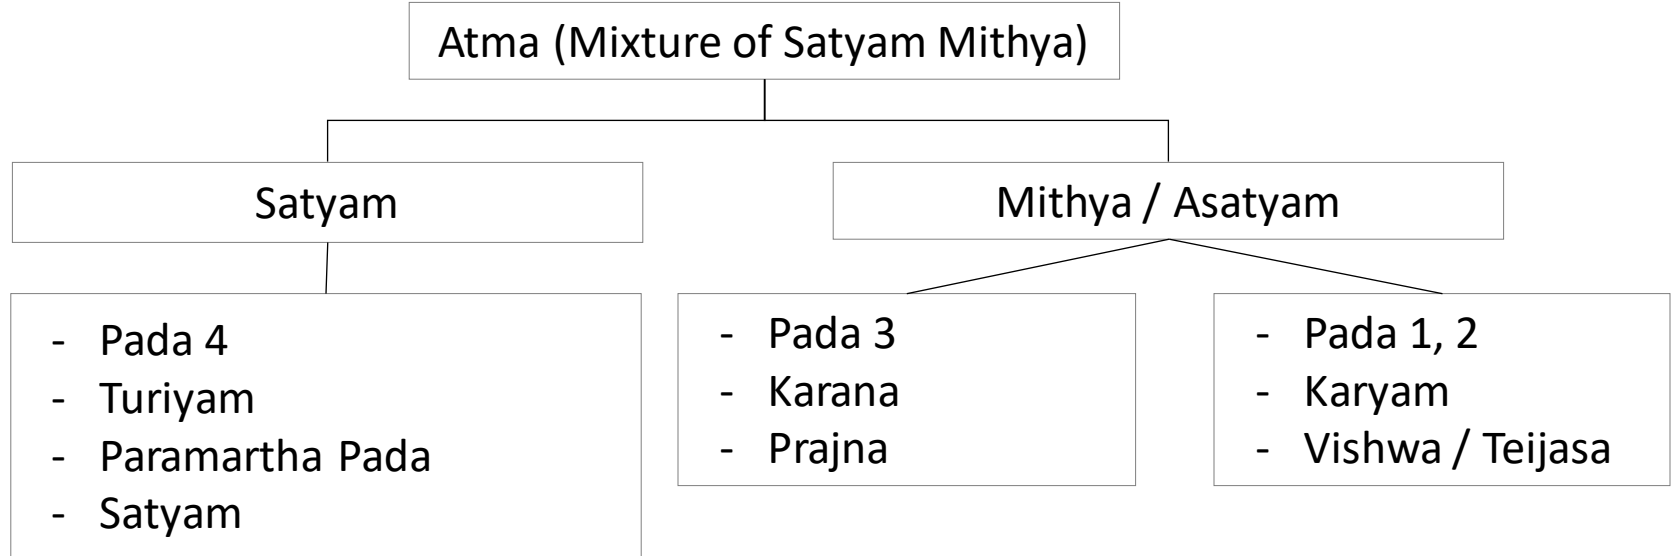 Atma (Mixture of Satyam Mithya)
Satyam
Mithya / Asatyam
- Pada 4
- Turiyam
- Paramartha Pada
- Satyam
- Pada 3
- Karana
- Prajna
- Pada 1, 2
- Karyam
- Vishwa / Teijasa